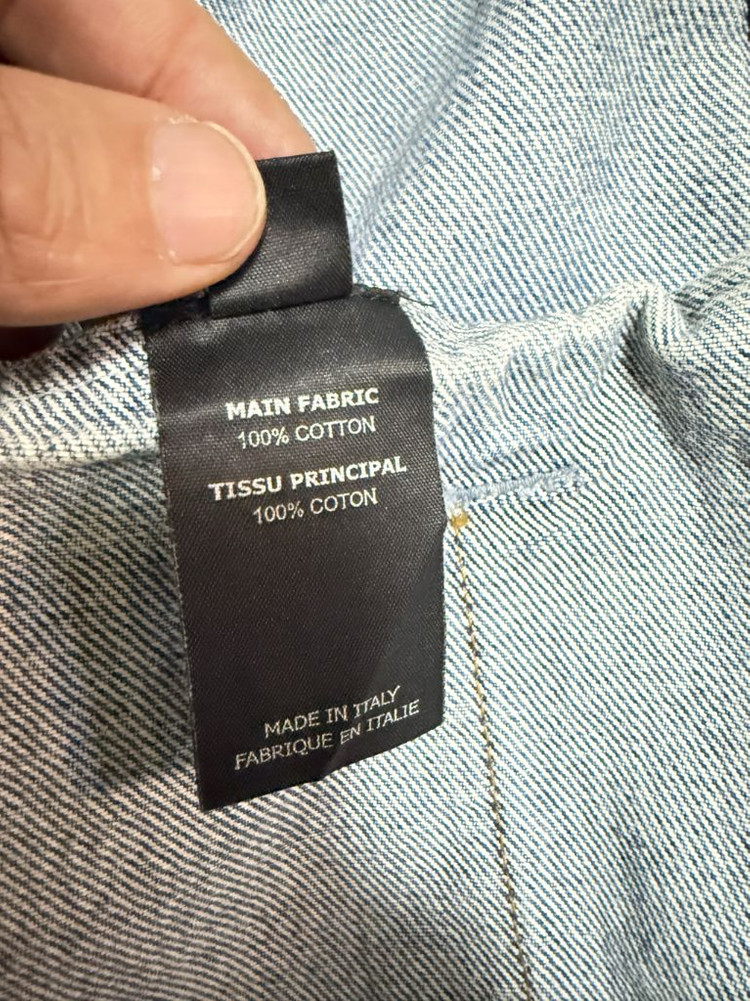 MAIN FABRIC
100% COTTON
TISSU PRINCIPAL
100% COTON
MADE IN ITALY
FABRIQUE EN ITALIE